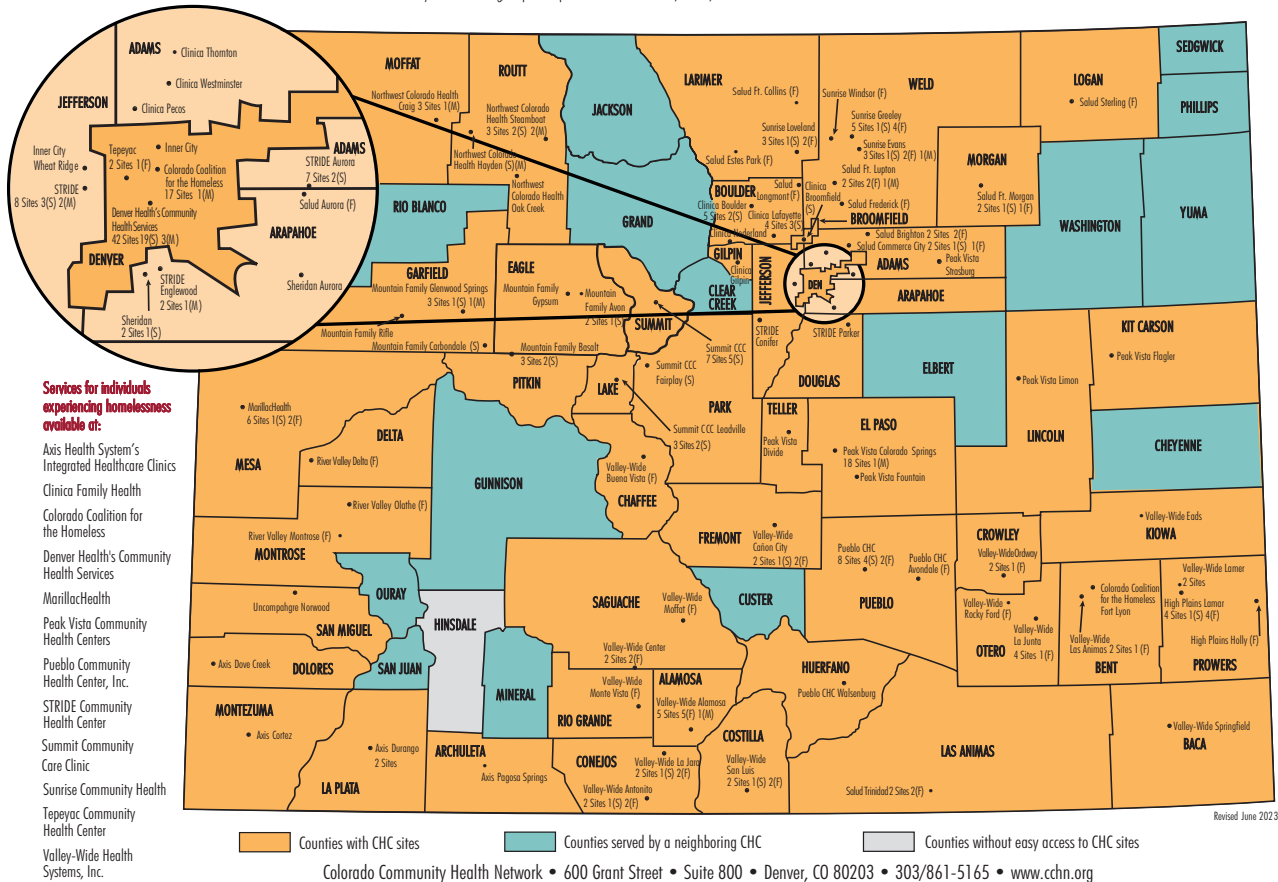 ADAMS
Clinica Thornton
Clinica Westminster
JEFFERSON
Clinica Pecos
Inner City
Wheat Ridge
Tepeyac
2 Sites 1(F)
Inner City
Colorado Coalition
for the Homeless
17 Sites 1(M)
ADAMS
STRIDE Aurora
7 Sites 2(S)
STRIDE
8 Sites 3(S) 2(M)
Salud Aurora (F)
Denver Health's Community
Health Services
42 Sites 19(S) 3(M)
ARAPAHOE
DENVER
STRIDE
Englewood
2 Sites 1(M)
Sheridan Aurora
Sheridan
2 Sites 1(S)
MOFFAT
Northwest Colorado Health
Craig 3 Sites 1(M)
ROUTT
Northwest Colorado
Health Steamboat
3 Sites 2(S) 2(M)
Northwest Colorado
Health Hayden (S)(M)
Northwest
Colorado Health
Oak Creek
JACKSON
LARIMER
Salud Ft. Collins (F)
Sunrise Loveland
3 Sites 1(S) 2(F)
Salud Estes Park (F)
WELD
Sunrise Windsor (F)
Sunrise Greeley
5 Sites 1(S) 4(F)
Sunrise Evans
3 Sites 1(S) 2(F) 1(M)
Salud Ft. Lupton
2 Sites 2(F) 1(M)
Salud Frederick (F)
LOGAN
Salud Sterling (F)
SEDGWICK
PHILLIPS
MORGAN
Salud Ft. Morgan
2 Sites 1(S) 1(F)
WASHINGTON
YUMA
RIO BLANCO
GRAND
BOULDER
Salud
Longmont (F)
Clinica Boulder
5 Sites 2(S)
Clinica Lafayette
4 Sites 3(S)
Clinica Nederland
Clinica
Broomfield
(S)
BROOMFIELD
GILPIN
Clinica
Gilpin
CLEAR
CREEK
JEFFERSON
Salud Brighton 2 Sites 2(F)
Salud Commerce City 2 Sites 1(S) 1(F)
ADAMS
Peak Vista
Strasburg
DEN
ARAPAHOE
GARFIELD
Mountain Family Glenwood Springs
3 Sites 1(S) 1(M)
Mountain Family Rifle
Mountain Family Carbondale (S)
EAGLE
Mountain Family
Gypsum
Mountain
Family Avon
2 Sites 1(S)
Mountain Family Basalt
3 Sites 2(S)
SUMMIT
Summit CCC
7 Sites 5(S)
STRIDE
Conifer
STRIDE Parker
KIT CARSON
Peak Vista Flagler
ELBERT
Peak Vista Limon
PITKIN
LAKE
Summit CCC
Fairplay (S)
PARK
Summit CCC Leadville
3 Sites 2(S)
DOUGLAS
TELLER
Peak Vista
Divide
EL PASO
Peak Vista Colorado Springs
18 Sites 1(M)
Peak Vista Fountain
LINCOLN
CHEYENNE
MarillacHealth
6 Sites 1(S) 2(F)
MESA
DELTA
River Valley Delta (F)
River Valley Olathe (F)
River Valley Montrose (F)
MONTROSE
GUNNISON
Valley-Wide
Buena Vista (F)
CHAFFEE
FREMONT
Valley-Wide
Cañon City
2 Sites 1(S) 2(F)
Pueblo CHC
8 Sites 4(S) 2(F)
Pueblo CHC
Avondale (F)
PUEBLO
CROWLEY
Valley-WideOrdway
2 Sites 1 (F)
Valley-Wide Eads
KIOWA
OURAY
Uncompahgre Norwood
SAN MIGUEL
HINSDALE
SAGUACHE
Valley-Wide
Moffat (F)
Valley-Wide Center
2 Sites 2(F)
CUSTER
Valley-Wide
Rocky Ford (F)
Valley-Wide
La Junta
4 Sites 1(F)
OTERO
Colorado Coalition
for the Homeless
Fort Lyon
Valley-Wide
Las Animas 2 Sites 1 (F)
BENT
Valley-Wide Lamar
2 Sites
High Plains Lamar
4 Sites 1(S) 4(F)
High Plains Holly (F)
PROWERS
Axis Dove Creek
DOLORES
SAN JUAN
MINERAL
Valley-Wide
Monte Vista (F)
RIO GRANDE
ALAMOSA
Valley-Wide Alamosa
5 Sites 5(F) 1(M)
HUERFANO
Pueblo CHC Walsenburg
MONTEZUMA
Axis Cortez
Axis Durango
2 Sites
LA PLATA
ARCHULETA
Axis Pagosa Springs
CONEJOS
Valley-Wide La Jara
2 Sites 1(S) 2(F)
Valley-Wide Antonito
2 Sites 1(S) 2(F)
COSTILLA
Valley-Wide
San Luis
2 Sites 1(S) 2(F)
LAS ANIMAS
Salud Trinidad 2 Sites 2(F)
Valley-Wide Springfield
BACA
Services for individuals
experiencing homelessness
available at:
Axis Health System's
Integrated Healthcare Clinics
Clinica Family Health
Colorado Coalition for
the Homeless
Denver Health's Community
Health Services
MarillacHealth
Peak Vista Community
Health Centers
Pueblo Community
Health Center, Inc.
STRIDE Community
Health Center
Summit Community
Care Clinic
Sunrise Community Health
Tepeyac Community
Health Center
Valley-Wide Health
Systems, Inc.
Revised June 2023
Counties with CHC sites
Counties served by a neighboring CHC
Counties without easy access to CHC sites
Colorado Community Health Network • 600 Grant Street • Suite 800 • Denver, CO 80203 • 303/861-5165 • www.cchn.org